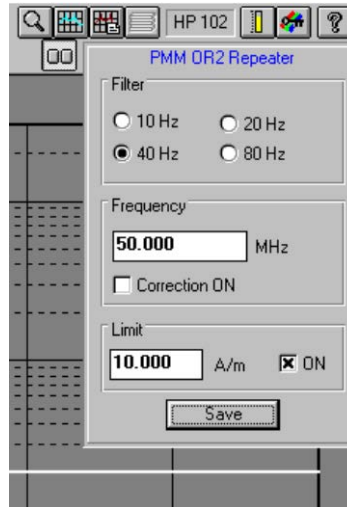 HP 102
PMM OR2 Repeater
Filter
10 Hz 20 Hz
40 Hz 80 Hz
Frequency
50.000 MHz
Correction ON
Limit
10.000 A/m ON
Save